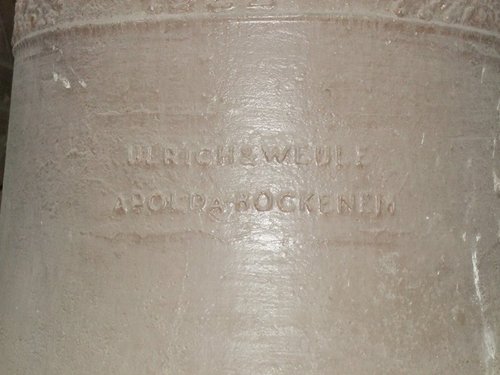 ULRICH & WEULE
APOLDA-BOCKENEM